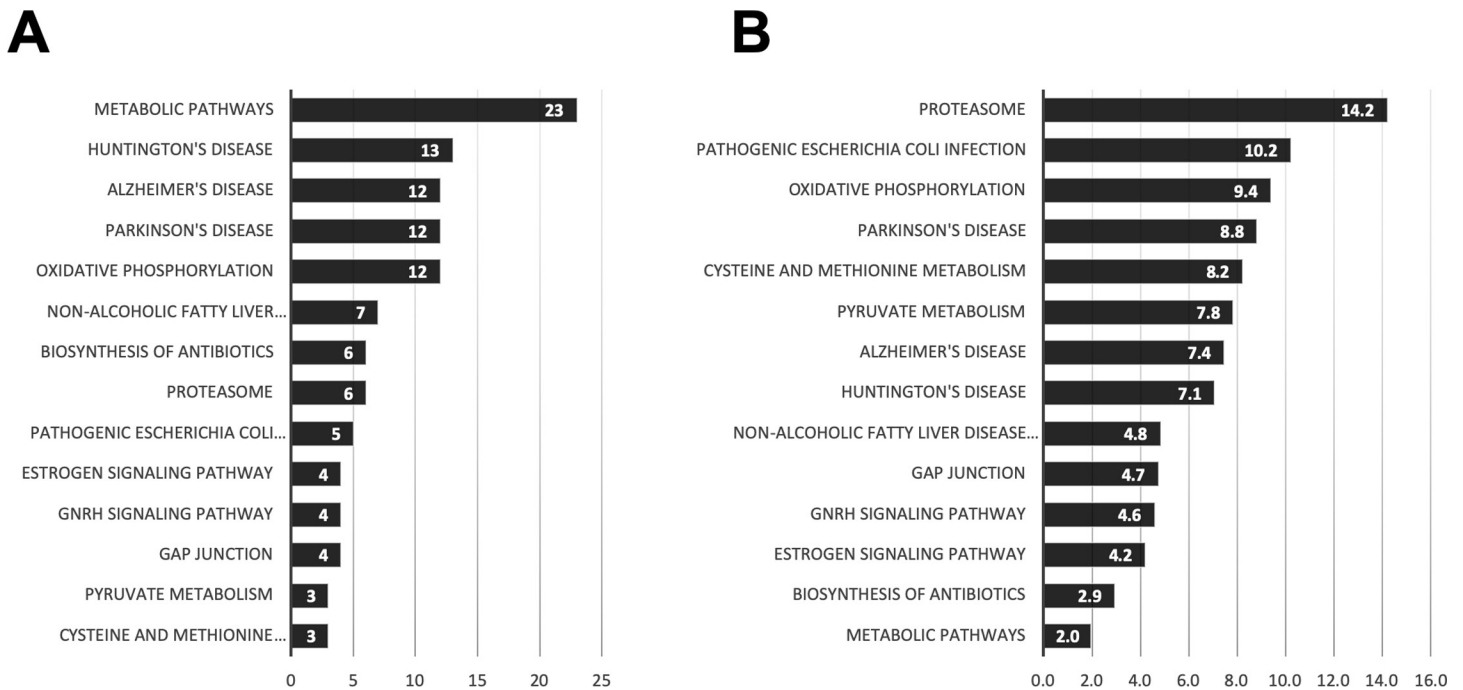 A
METABOLIC PATHWAYS 23
HUNTINGTON'S DISEASE 13
ALZHEIMER'S DISEASE 12
PARKINSON'S DISEASE 12
OXIDATIVE PHOSPHORYLATION 12
NON-ALCOHOLIC FATTY LIVER... 7
BIOSYNTHESIS OF ANTIBIOTICS 6
PROTEASOME 6
PATHOGENIC ESCHERICHIA COLI... 5
ESTROGEN SIGNALING PATHWAY 4
GNRH SIGNALING PATHWAY 4
GAP JUNCTION 4
PYRUVATE METABOLISM 3
CYSTEINE AND METHIONINE... 3
0 5 10 15 20 25
B
PROTEASOME 14.2
PATHOGENIC ESCHERICHIA COLI INFECTION 10.2
OXIDATIVE PHOSPHORYLATION 9.4
PARKINSON'S DISEASE 8.8
CYSTEINE AND METHIONINE METABOLISM 8.2
PYRUVATE METABOLISM 7.8
ALZHEIMER'S DISEASE 7.4
HUNTINGTON'S DISEASE 7.1
NON-ALCOHOLIC FATTY LIVER DISEASE... 4.8
GAP JUNCTION 4.7
GNRH SIGNALING PATHWAY 4.6
ESTROGEN SIGNALING PATHWAY 4.2
BIOSYNTHESIS OF ANTIBIOTICS 2.9
METABOLIC PATHWAYS 2.0
0.0 2.0 4.0 6.0 8.0 10.0 12.0 14.0 16.0